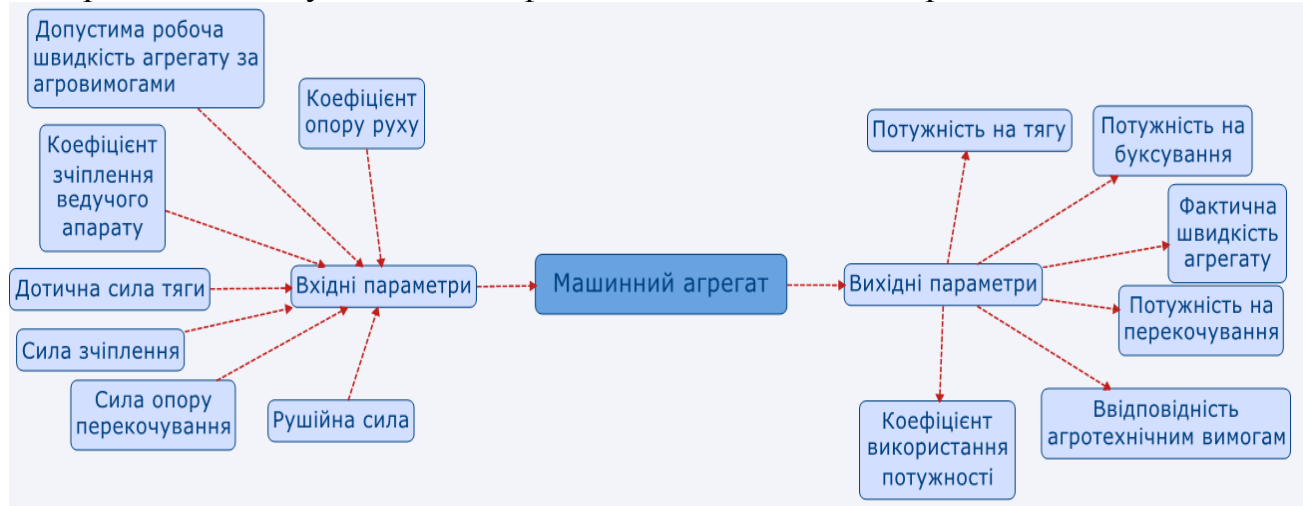 Допустима робоча
швидкість агрегату за
агровимогами
Коефіцієнт
опору руху
Коефіцієнт
зчіплення
ведучого
апарату
Дотична сила тяги
Сила зчіплення
Сила опору
перекочування
Рушійна сила
Вхідні параметри
Машинний агрегат
Вихідні параметри
Потужність на тягу
Потужність на
буксування
Фактична
швидкість
агрегату
Потужність на
перекочування
Ввідповідність
агротехнічним вимогам
Коефіцієнт
використання
потужності